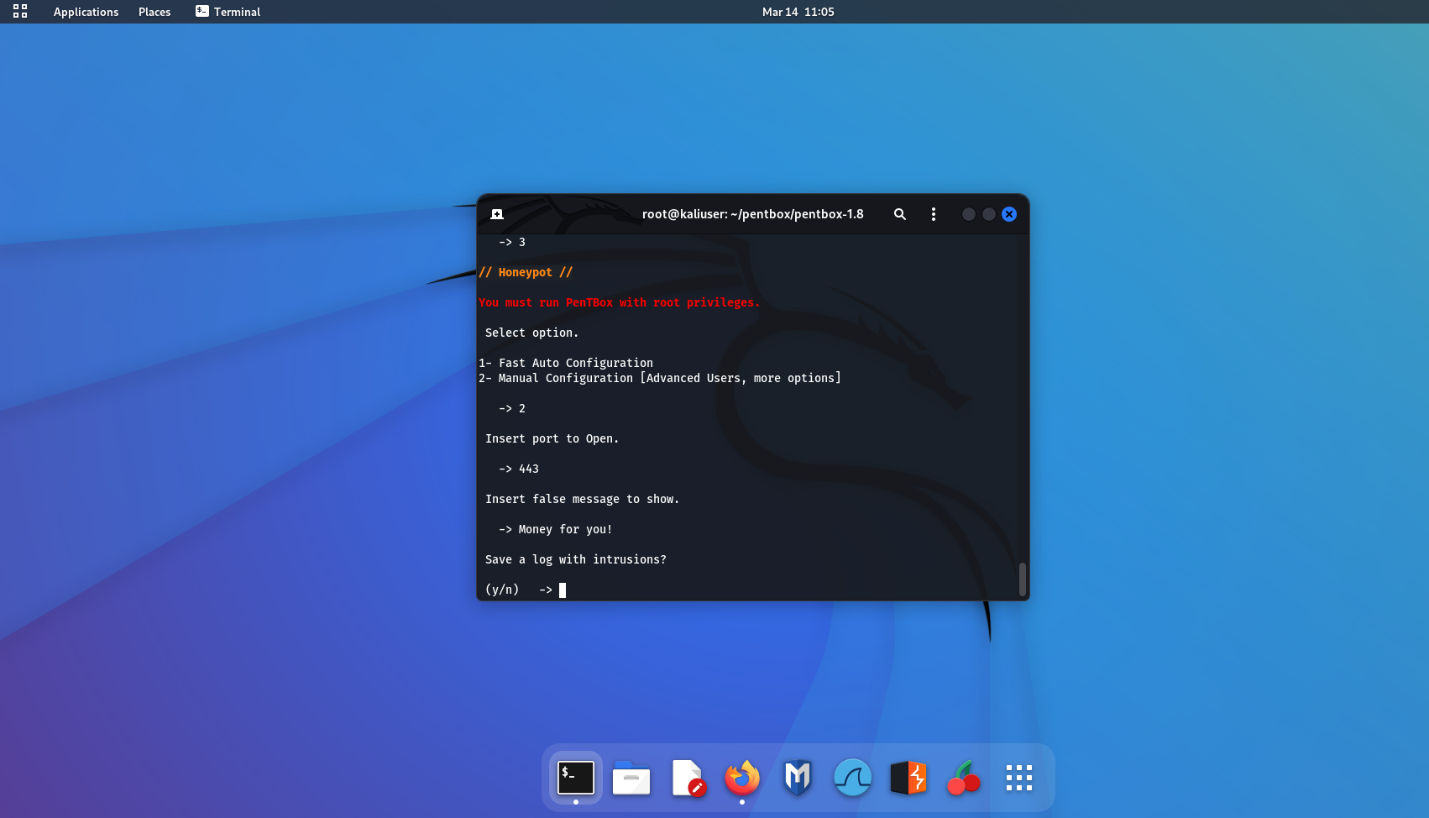 Applications Places Terminal Mar 14 11:05
root@kaliuser: ~/pentbox/pentbox-1.8
-> 3
// Honeypot //
You must run PenTBox with root privileges.
Select option.
1- Fast Auto Configuration
2- Manual Configuration [Advanced Users, more options]
-> 2
Insert port to Open.
-> 443
Insert false message to show.
-> Money for you!
Save a log with intrusions?
(y/n) ->
$_